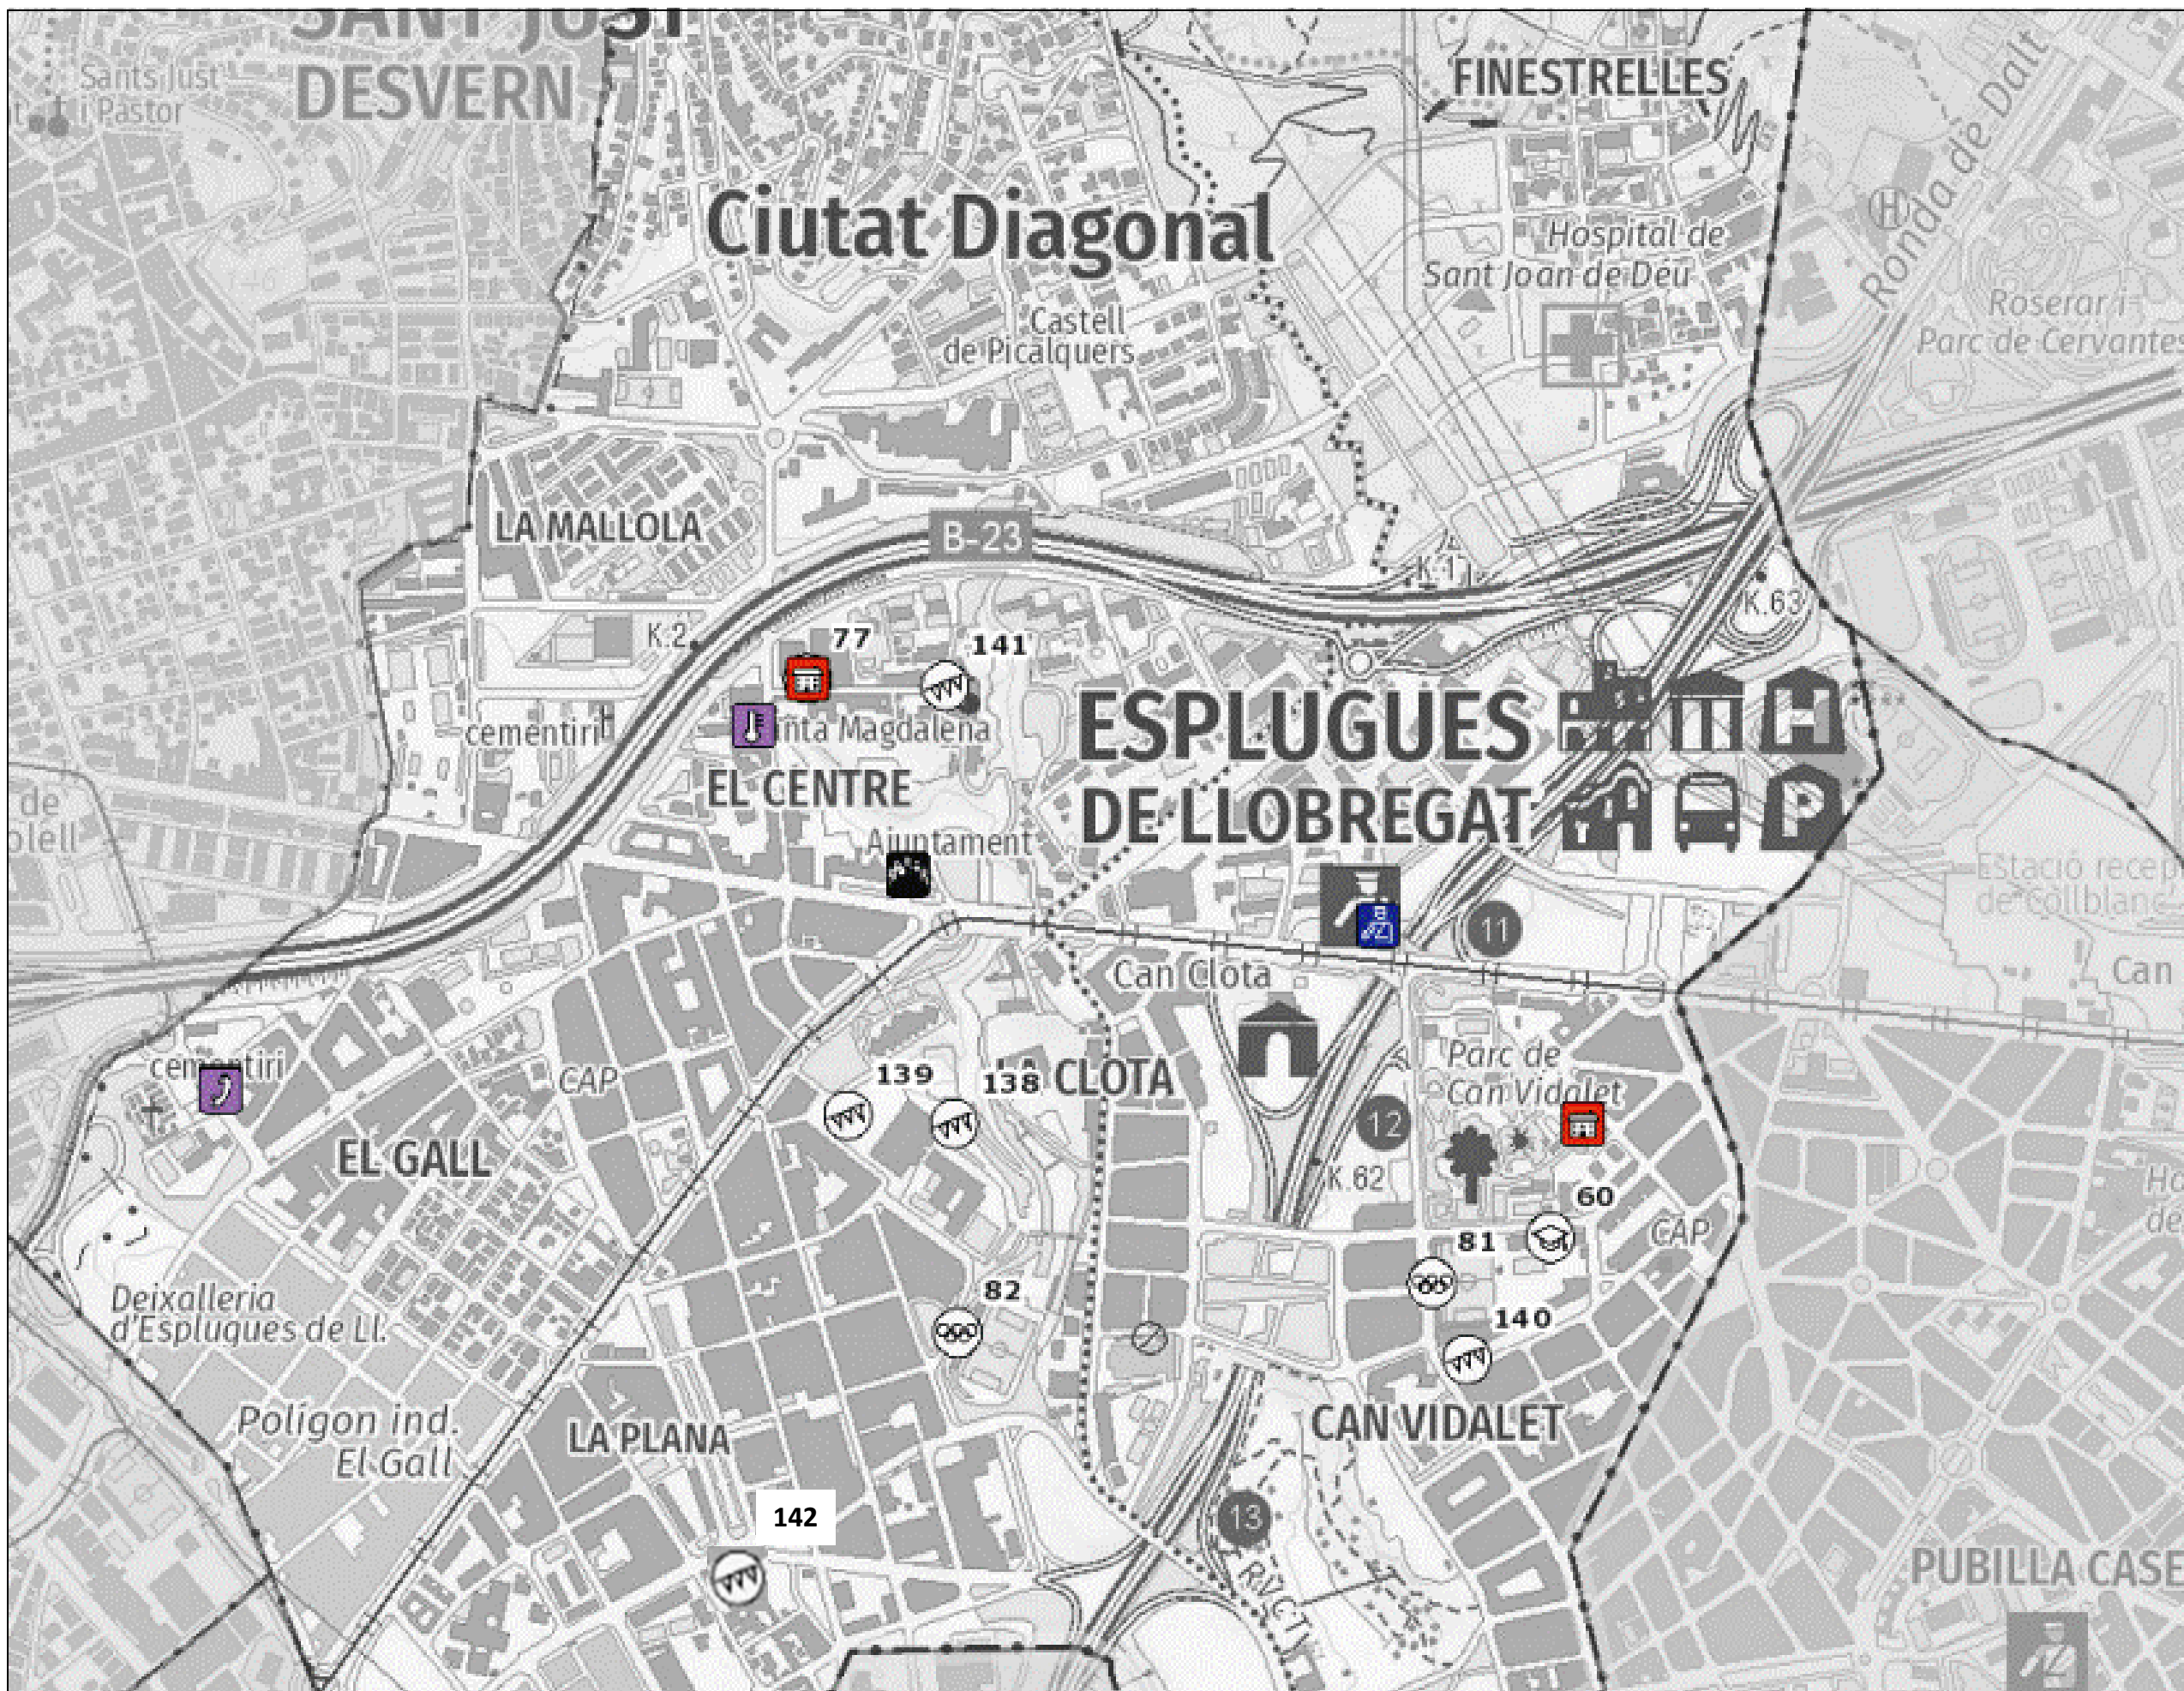 SANT JUST
DESVERN
Sants Just
i Pastor
FINESTRELLES
Ronda de Dalt
Ciutat Diagonal
H
Hospital de
Sant Joan de Déu
Roserar i
Parc de Cervantes
Castell
de Picalquers
LA MALLOLA
B-23
K.1
K.63
K.2
77
141
cementiri
Santa Magdalena
ESPLUGUES
DE LLOBREGAT
H
P
EL CENTRE
Ajuntament
de
olell
Estació recep
de Collblanc
11
Can Clota
Can
cementiri
CAP
139
138
LA CLOTA
Parc de
Can Vidalet
12
EL GALL
K.62
60
81
CAP
Deixalleria
d'Esplugues de Ll.
82
140
Polígon ind.
El Gall
LA PLANA
CAN VIDALET
142
13
PUBILLA CASE